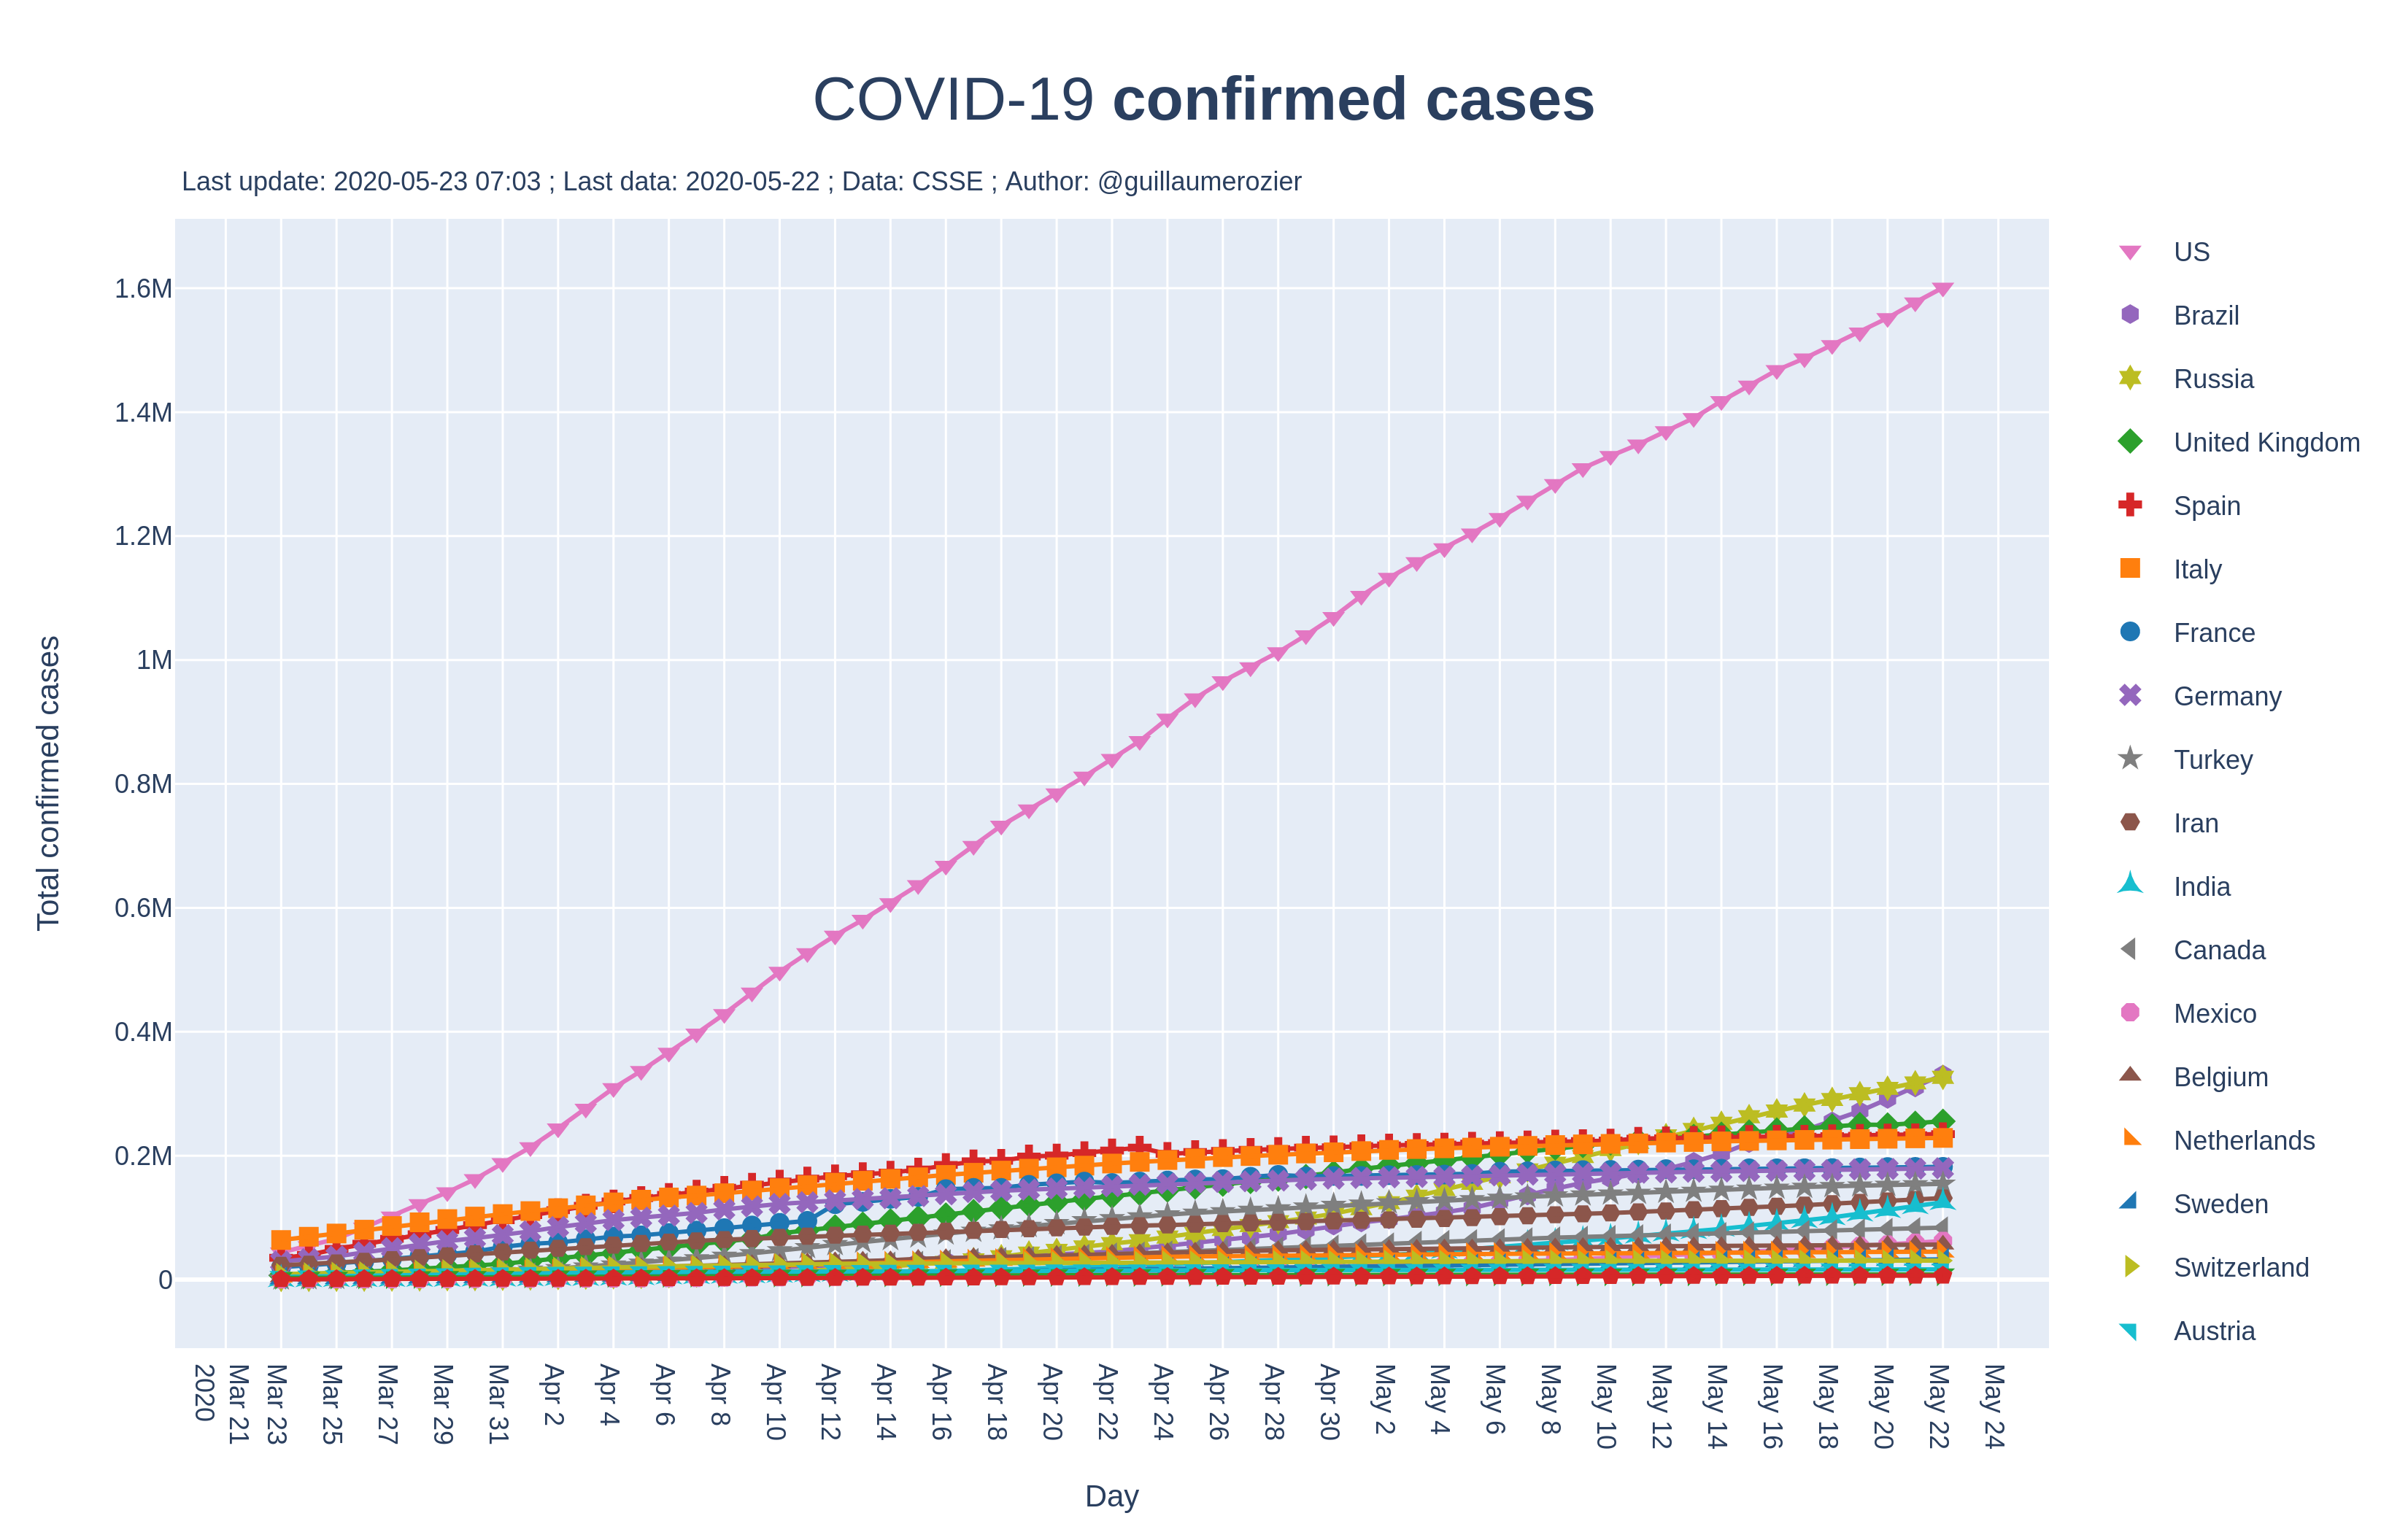 COVID-19 confirmed cases
Last update: 2020-05-23 07:03 ; Last data: 2020-05-22 ; Data: CSSE ; Author: @guillaumerozier
Total confirmed cases
1.6M
1.4M
1.2M
1M
0.8M
0.6M
0.4M
0.2M
0
Mar 21
2020
Mar 23
Mar 25
Mar 27
Mar 29
Mar 31
Apr 2
Apr 4
Apr 6
Apr 8
Apr 10
Apr 12
Apr 14
Apr 16
Apr 18
Apr 20
Apr 22
Apr 24
Apr 26
Apr 28
Apr 30
May 2
May 4
May 6
May 8
May 10
May 12
May 14
May 16
May 18
May 20
May 22
May 24
Day
US
Brazil
Russia
United Kingdom
Spain
Italy
France
Germany
Turkey
Iran
India
Canada
Mexico
Belgium
Netherlands
Sweden
Switzerland
Austria